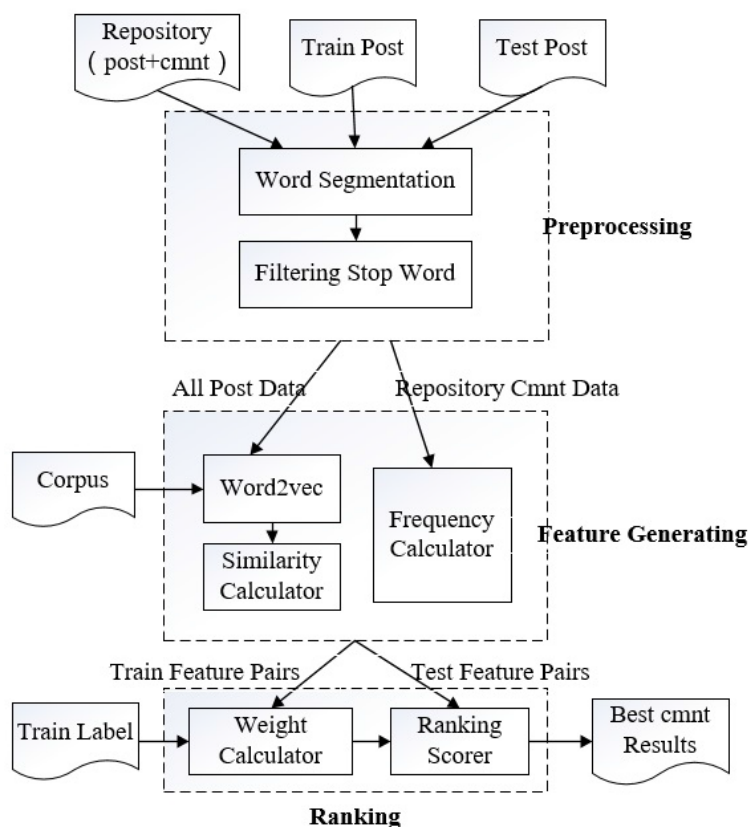 Repository
( post+cmnt )
Train Post
Test Post
Word Segmentation
Preprocessing
Filtering Stop Word
All Post Data
Repository Cmnt Data
Corpus
Word2vec
Frequency
Calculator
Feature Generating
Similarity
Calculator
Train Feature Pairs
Test Feature Pairs
Train Label
Weight
Calculator
Ranking
Scorer
Best cmnt
Results
Ranking